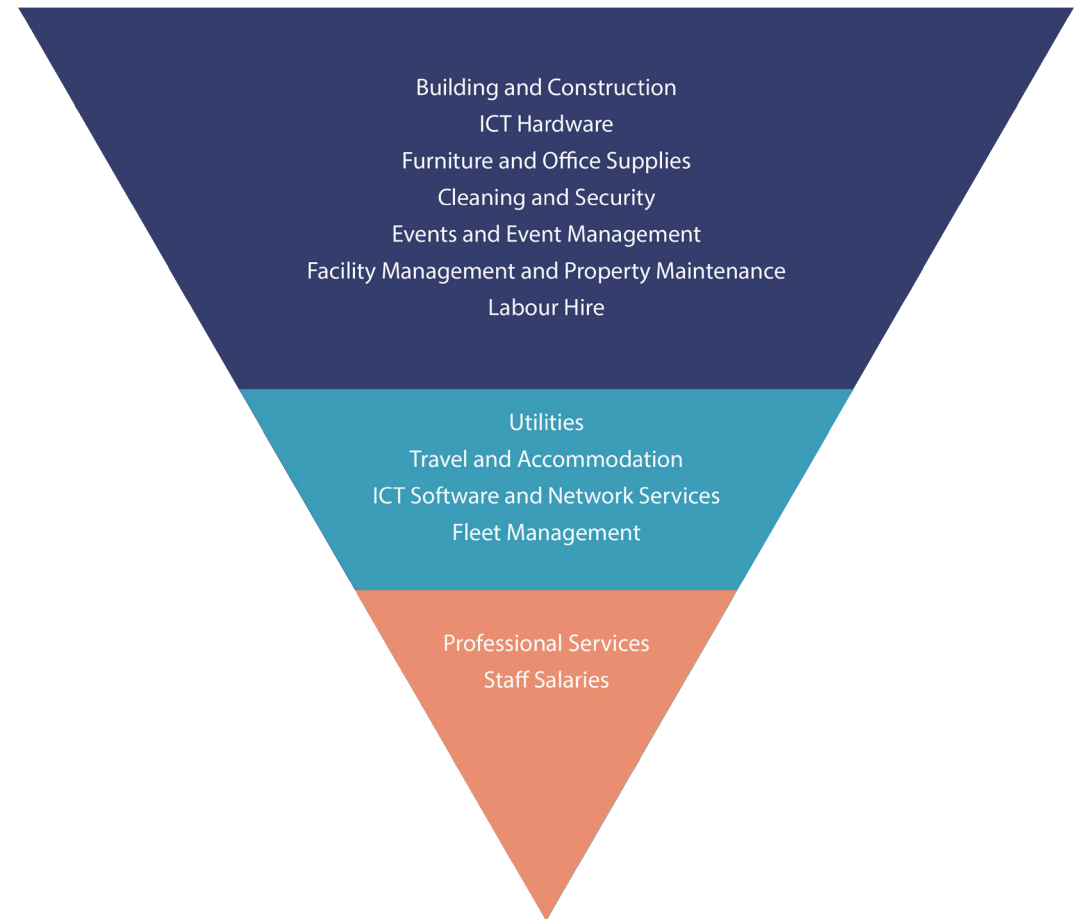 Building and Construction
ICT Hardware
Furniture and Office Supplies
Cleaning and Security
Events and Event Management
Facility Management and Property Maintenance
Labour Hire
Utilities
Travel and Accommodation
ICT Software and Network Services
Fleet Management
Professional Services
Staff Salaries